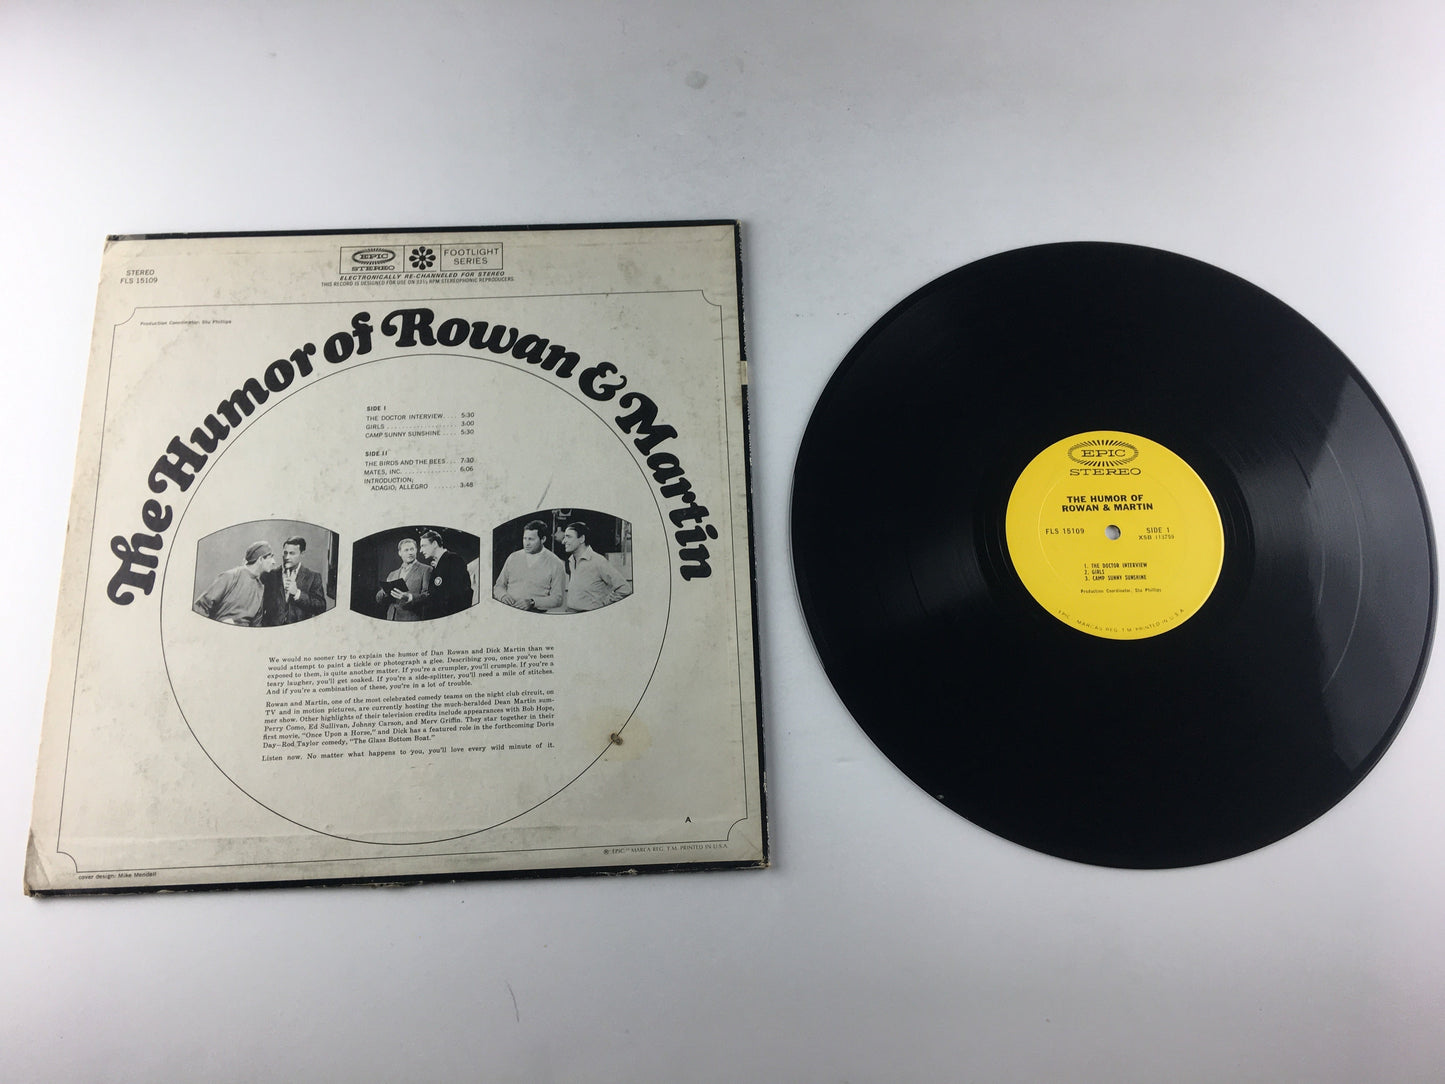 STEREO
FLS 15109
EPIC
STEREO
FOOTLIGHT
SERIES
ELECTRONICALLY RE-CHANNELED FOR STEREO
THIS RECORD IS DESIGNED FOR USE ON 33⅓ RPM STEREOPHONIC REPRODUCERS.
Production Coordinator: Stu Phillips
The Humor of Rowan & Martin
SIDE I
THE DOCTOR INTERVIEW.... 5:30
GIRLS.................. 3:00
CAMP SUNNY SUNSHINE.... 5:30
SIDE II
THE BIRDS AND THE BEES... 7:30
MATES, INC............... 6:06
INTRODUCTION;
ADAGIO; ALLEGRO ....... 3:48
We would no sooner try to explain the humor of Dan Rowan and Dick Martin than we
would attempt to paint a tickle or photograph a glee. Describing you, once you've been
exposed to them, is quite another matter. If you're a crumpler, you'll crumple. If you're a
teary laugher, you'll get soaked. If you're a side-splitter, you'll need a mile of stitches.
And if you're a combination of these, you're in a lot of trouble.
Rowan and Martin, one of the most celebrated comedy teams on the night club circuit, on
TV and in motion pictures, are currently hosting the much-heralded Dean Martin sum-
mer show. Other highlights of their television credits include appearances with Bob Hope,
Perry Como, Ed Sullivan, Johnny Carson, and Merv Griffin. They star together in their
first movie, "Once Upon a Horse," and Dick has a featured role in the forthcoming Doris
Day—Rod Taylor comedy, "The Glass Bottom Boat."
Listen now. No matter what happens to you, you'll love every wild minute of it.
A
® "EPIC," MARCA REG. T.M. PRINTED IN U.S.A.
cover design: Mike Mendell
EPIC
STEREO
THE HUMOR OF
ROWAN & MARTIN
FLS 15109
SIDE 1
XSB 113759
1. THE DOCTOR INTERVIEW
2. GIRLS
3. CAMP SUNNY SUNSHINE
Production Coordinator, Stu Phillips
"EPIC", MARCAS REG. T.M. PRINTED IN U.S.A.